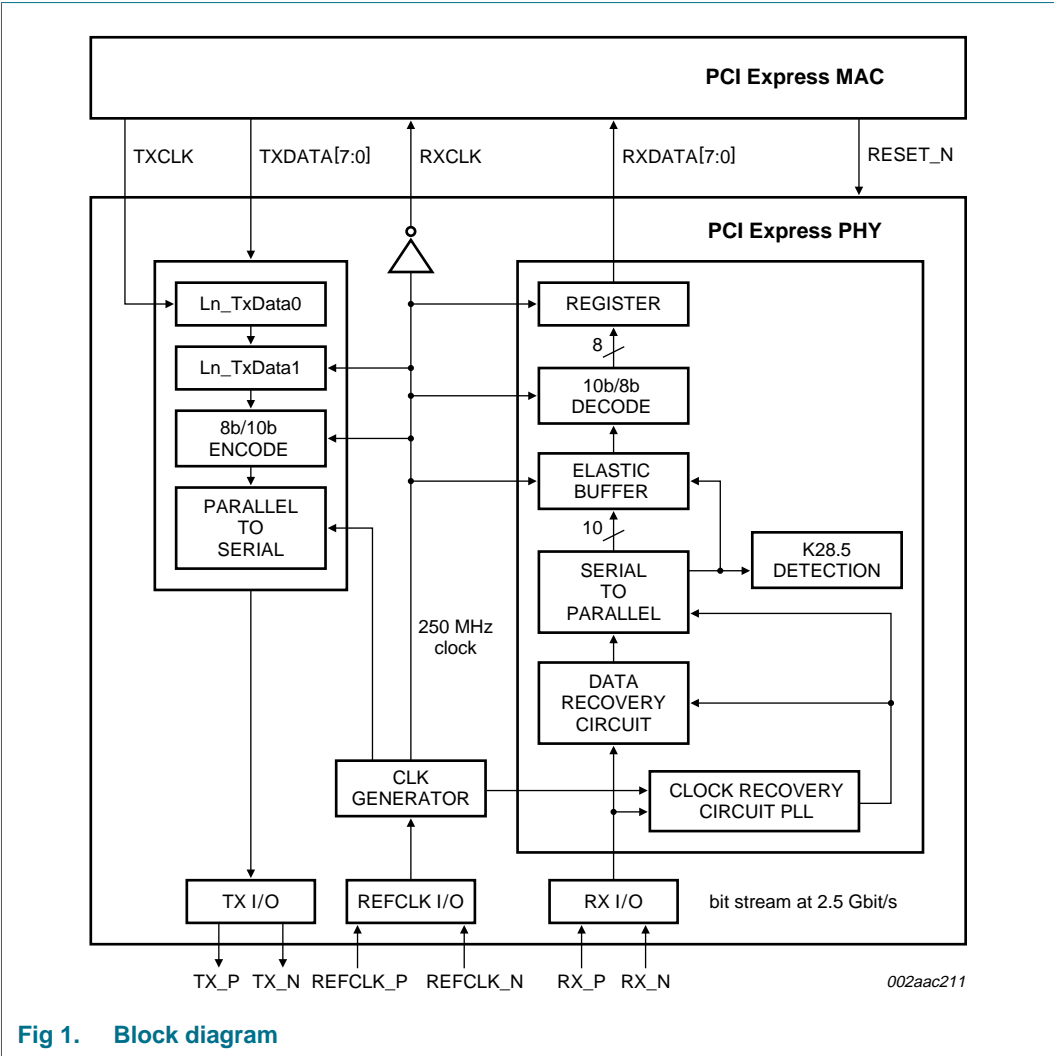 PCI Express MAC
TXCLK
TXDATA[7:0]
RXCLK
RXDATA[7:0]
RESET_N
PCI Express PHY
Ln_TxData0
REGISTER
8
Ln_TxData1
10b/8b
DECODE
8b/10b
ENCODE
ELASTIC
BUFFER
PARALLEL
TO
SERIAL
10
K28.5
DETECTION
SERIAL
TO
PARALLEL
250 MHz
clock
DATA
RECOVERY
CIRCUIT
CLK
GENERATOR
CLOCK RECOVERY
CIRCUIT PLL
TX I/O
REFCLK I/O
RX I/O
bit stream at 2.5 Gbit/s
TX_P
TX_N
REFCLK_P
REFCLK_N
RX_P
RX_N
002aac211
Fig 1. Block diagram